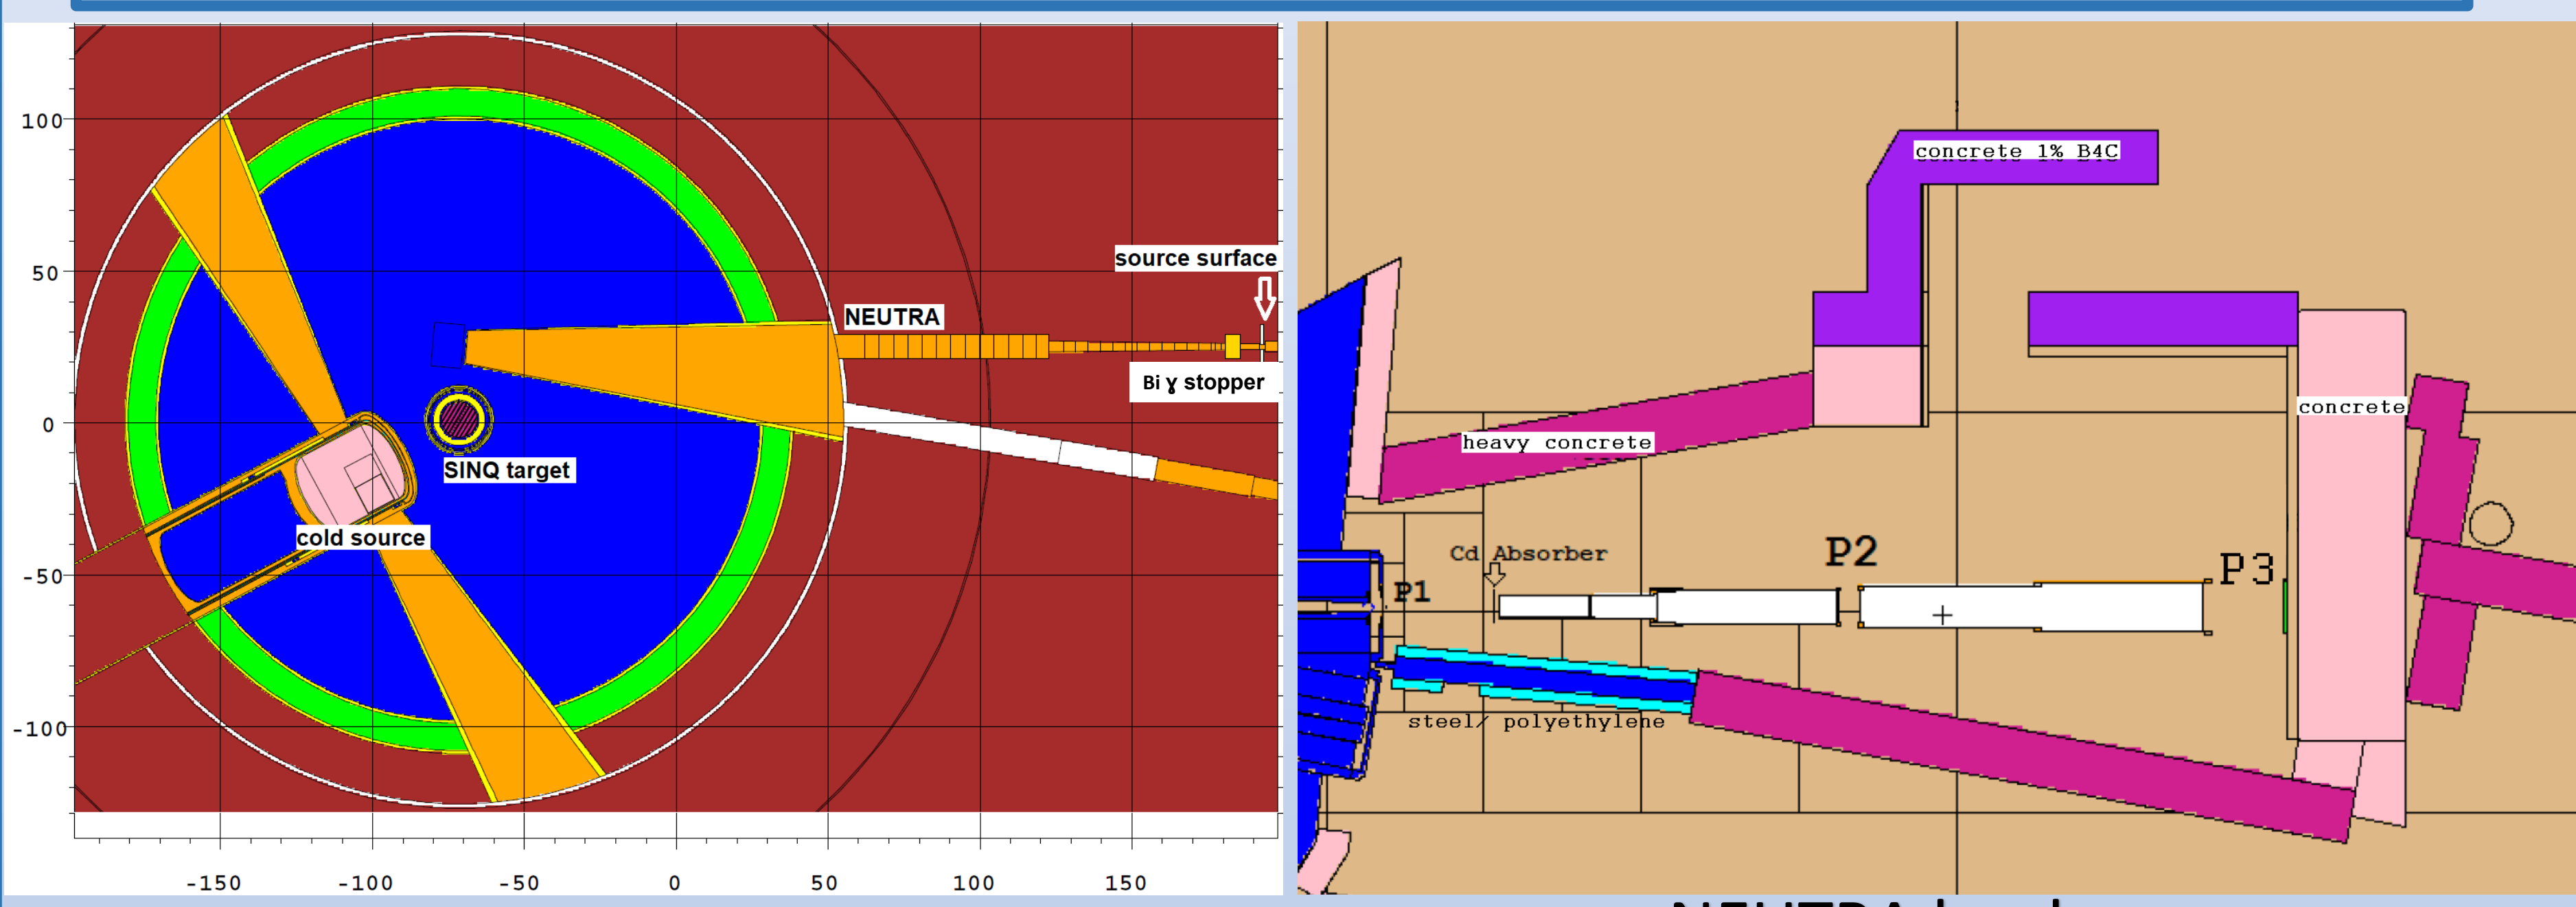 100
50
0
-50
-100
-150
-100
-50
0
50
100
150
source surface
NEUTRA
Bi γ stopper
SINQ target
cold source
concrete 1% B4C
concrete
heavy concrete
Cd Absorber
P1
P2
P3
steel/ polyethylene